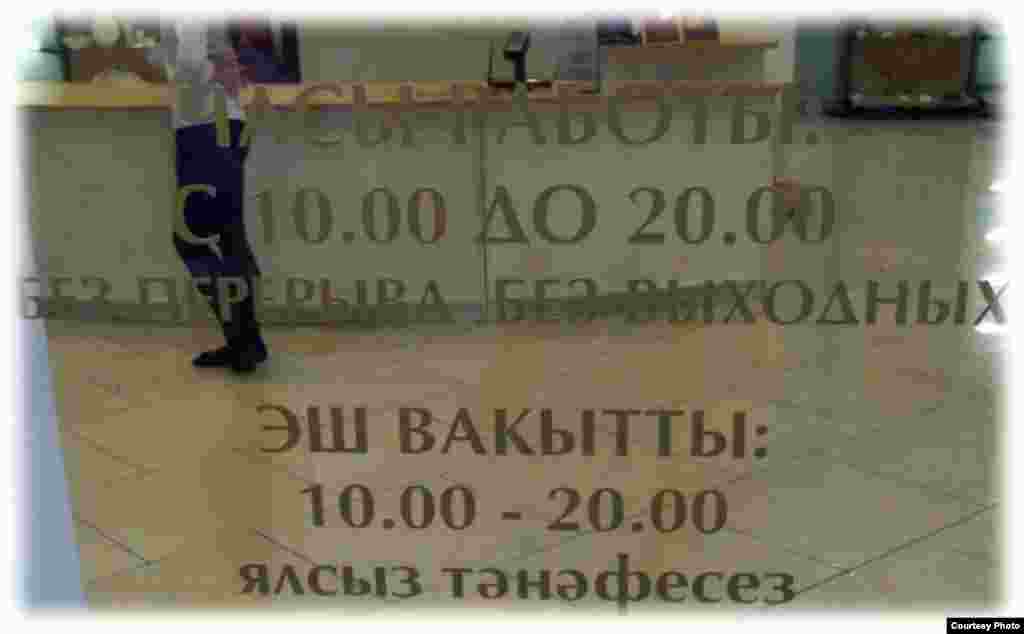 ЧАСЫ РАБОТЫ:
С 10.00 ДО 20.00
БЕЗ ПЕРЕРЫВА БЕЗ ВЫХОДНЫХ
ЭШ ВАКЫТТЫ:
10.00 - 20.00
ялсыз тәнәфесез
Courtesy Photo